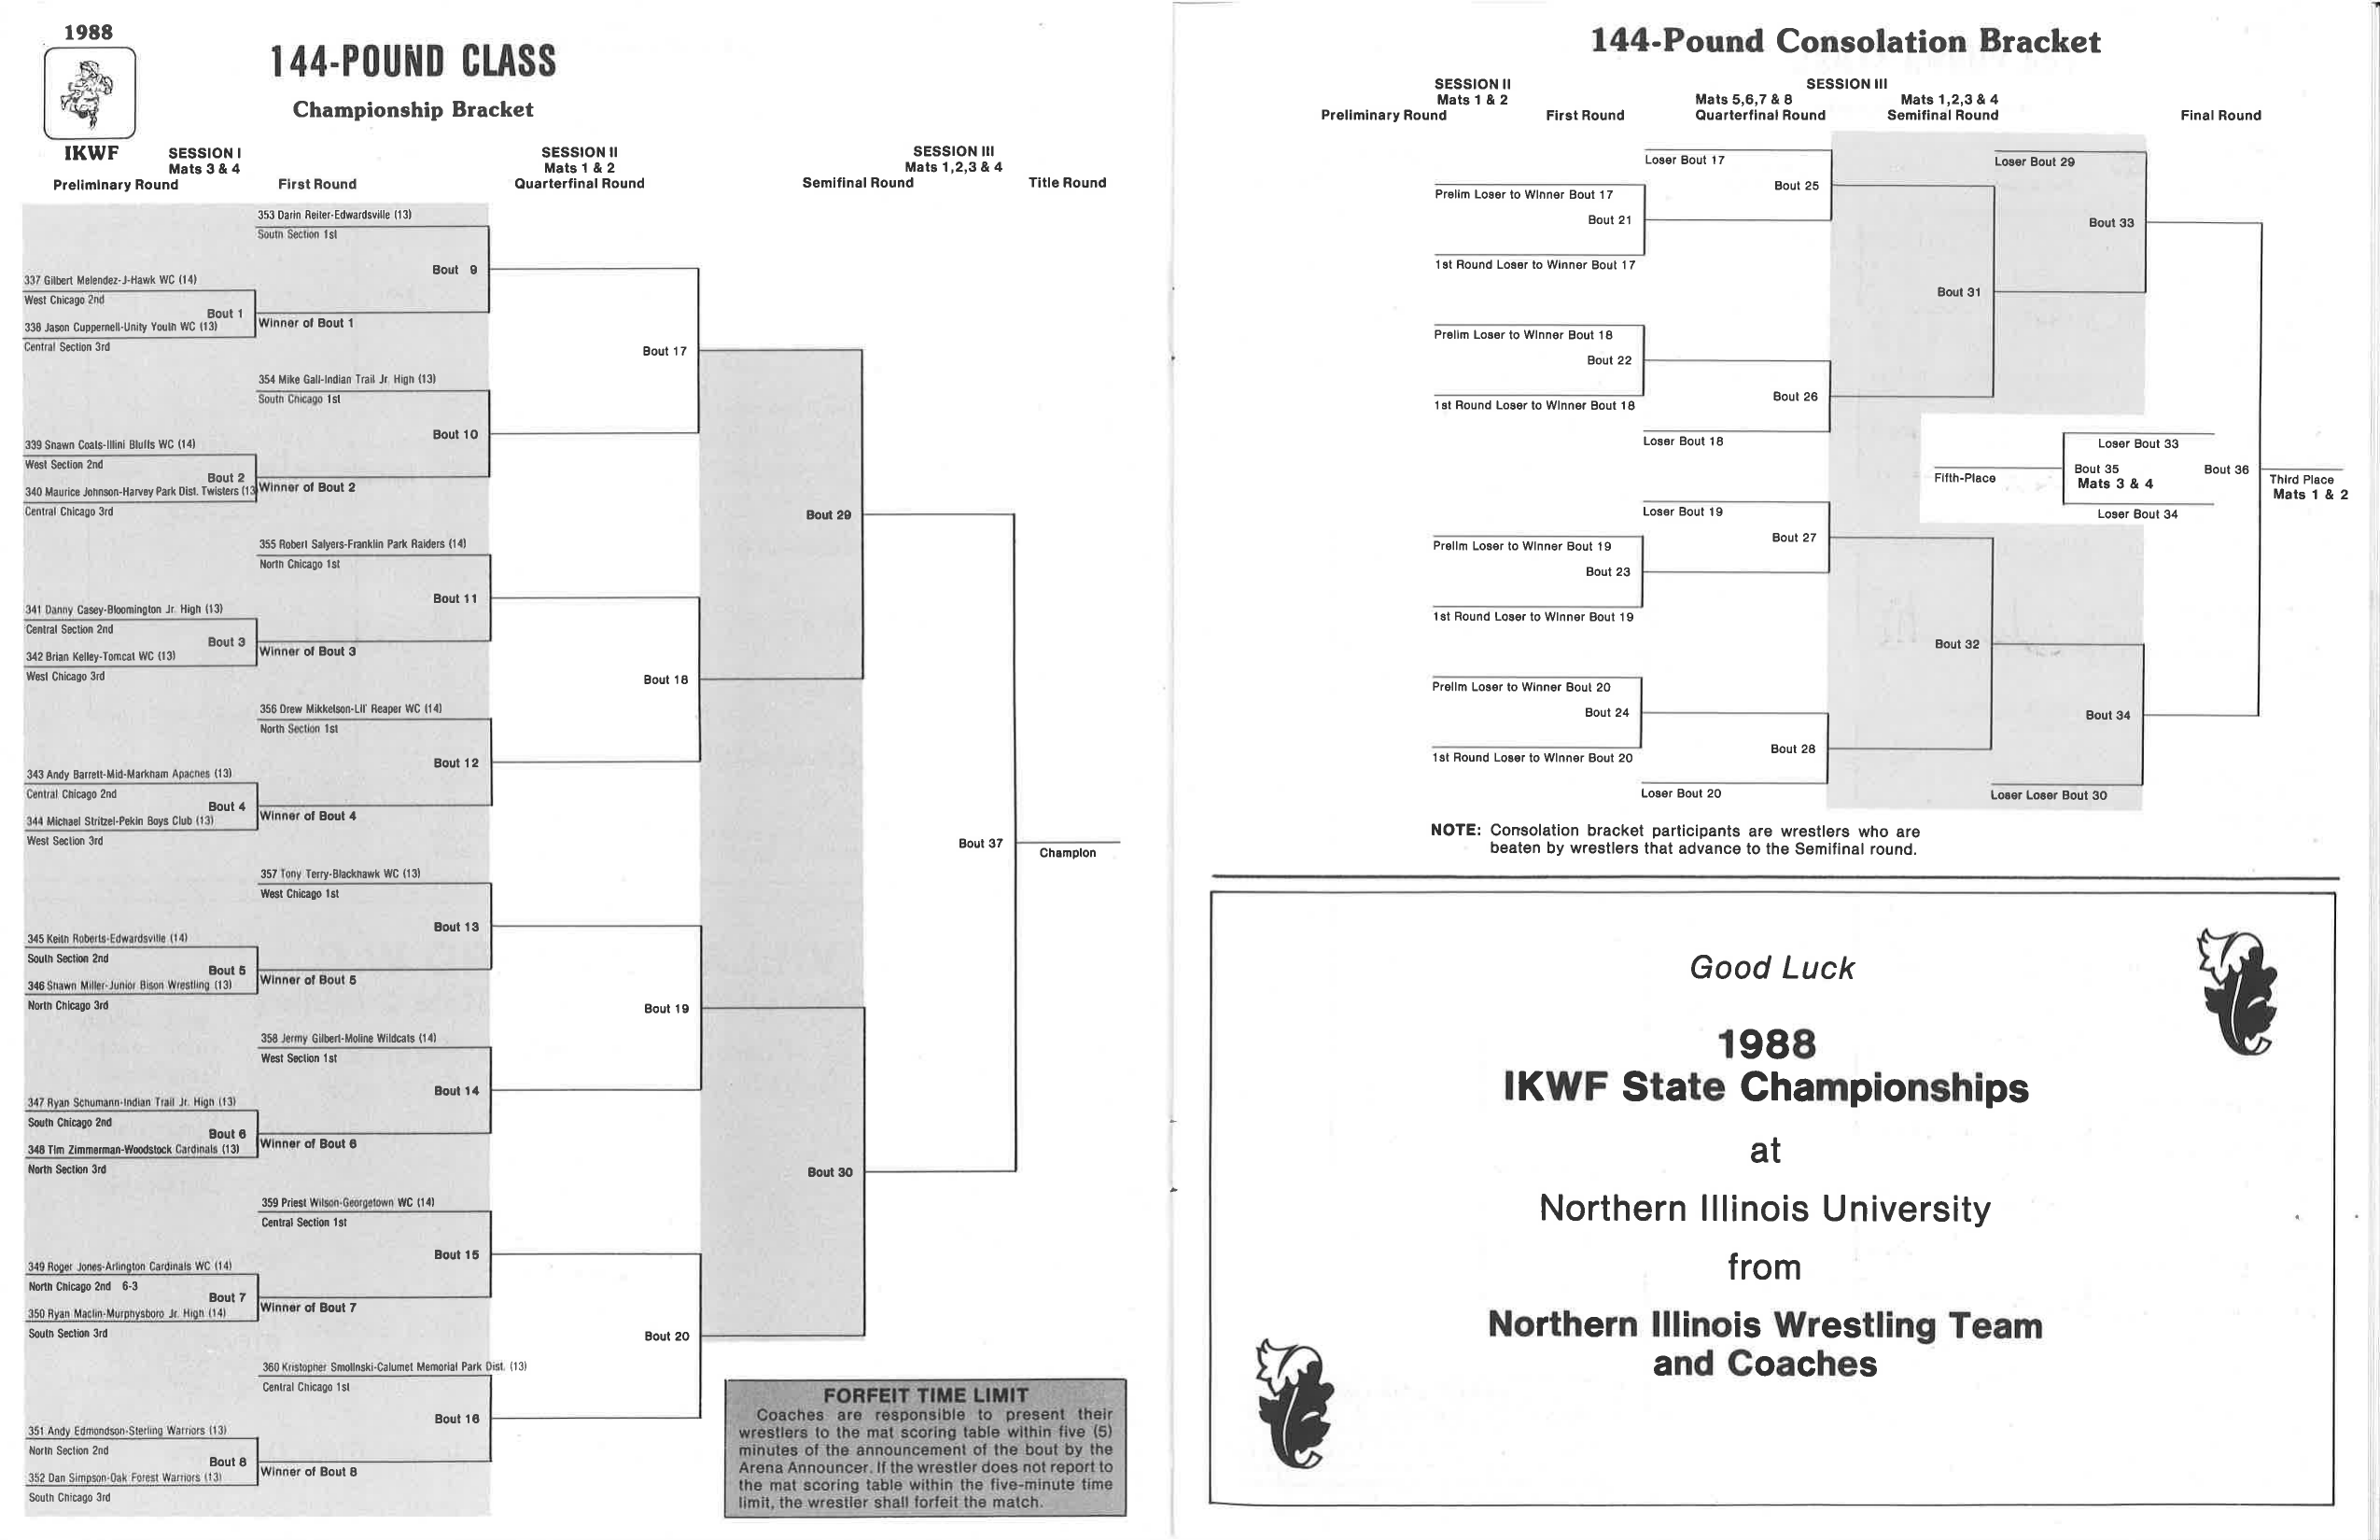 1988
144-POUND CLASS
Championship Bracket
IKWF
SESSION I
Mats 3 & 4
Preliminary Round
First Round
SESSION II
Mats 1 & 2
Quarterfinal Round
SESSION III
Mats 1,2,3 & 4
Semifinal Round
Title Round
353 Darin Reiter-Edwardsville (13)
South Section 1st
Bout 9
337 Gilbert Melendez-J-Hawk WC (14)
West Chicago 2nd
Bout 1
338 Jason Cuppernell-Unity Youth WC (13)
Central Section 3rd
Winner of Bout 1
Bout 17
354 Mike Gall-Indian Trail Jr. High (13)
South Chicago 1st
Bout 10
339 Shawn Coats-Illini Bluffs WC (14)
West Section 2nd
Bout 2
340 Maurice Johnson-Harvey Park Dist. Twisters (13
Central Chicago 3rd
Winner of Bout 2
Bout 29
355 Robert Salyers-Franklin Park Raiders (14)
North Chicago 1st
Bout 11
341 Danny Casey-Bloomington Jr. High (13)
Central Section 2nd
Bout 3
342 Brian Kelley-Tomcat WC (13)
West Chicago 3rd
Winner of Bout 3
Bout 18
356 Drew Mikkelson-Lil' Reaper WC (14)
North Section 1st
Bout 12
343 Andy Barrett-Mid-Markham Apaches (13)
Central Chicago 2nd
Bout 4
344 Michael Stritzel-Pekin Boys Club (13)
West Section 3rd
Winner of Bout 4
Bout 37
Champion
357 Tony Terry-Blackhawk WC (13)
West Chicago 1st
Bout 13
345 Keith Roberts-Edwardsville (14)
South Section 2nd
Bout 5
346 Shawn Miller-Junior Bison Wrestling (13)
North Chicago 3rd
Winner of Bout 5
Bout 19
358 Jermy Gilbert-Moline Wildcats (14)
West Section 1st
Bout 14
347 Ryan Schumann-Indian Trail Jr. High (13)
South Chicago 2nd
Bout 6
348 Tim Zimmerman-Woodstock Cardinals (13)
North Section 3rd
Winner of Bout 6
Bout 30
359 Priest Wilson-Georgetown WC (14)
Central Section 1st
Bout 15
349 Roger Jones-Arlington Cardinals WC (14)
North Chicago 2nd 6-3
Bout 7
350 Ryan Maclin-Murphysboro Jr. High (14)
South Section 3rd
Winner of Bout 7
Bout 20
360 Kristopher Smolinski-Calumet Memorial Park Dist. (13)
Central Chicago 1st
Bout 16
351 Andy Edmondson-Sterling Warriors (13)
North Section 2nd
Bout 8
352 Dan Simpson-Oak Forest Warriors (13)
South Chicago 3rd
Winner of Bout 8
FORFEIT TIME LIMIT
Coaches are responsible to present their
wrestlers to the mat scoring table within five (5)
minutes of the announcement of the bout by the
Arena Announcer. If the wrestler does not report to
the mat scoring table within the five-minute time
limit, the wrestler shall forfeit the match.
144-Pound Consolation Bracket
SESSION II
Mats 1 & 2
Preliminary Round
First Round
SESSION III
Mats 5,6,7 & 8
Quarterfinal Round
Mats 1,2,3 & 4
Semifinal Round
Final Round
Loser Bout 17
Bout 25
Prelim Loser to Winner Bout 17
Bout 21
1st Round Loser to Winner Bout 17
Loser Bout 29
Bout 33
Bout 31
Prelim Loser to Winner Bout 18
Bout 22
1st Round Loser to Winner Bout 18
Bout 26
Loser Bout 18
Loser Bout 33
Fifth-Place
Bout 35
Mats 3 & 4
Bout 36
Third Place
Mats 1 & 2
Loser Bout 34
Loser Bout 19
Bout 27
Prelim Loser to Winner Bout 19
Bout 23
1st Round Loser to Winner Bout 19
Bout 32
Prelim Loser to Winner Bout 20
Bout 24
1st Round Loser to Winner Bout 20
Bout 34
Bout 28
Loser Bout 20
Loser Loser Bout 30
NOTE: Consolation bracket participants are wrestlers who are
beaten by wrestlers that advance to the Semifinal round.
Good Luck
1988
IKWF State Championships
at
Northern Illinois University
from
Northern Illinois Wrestling Team
and Coaches